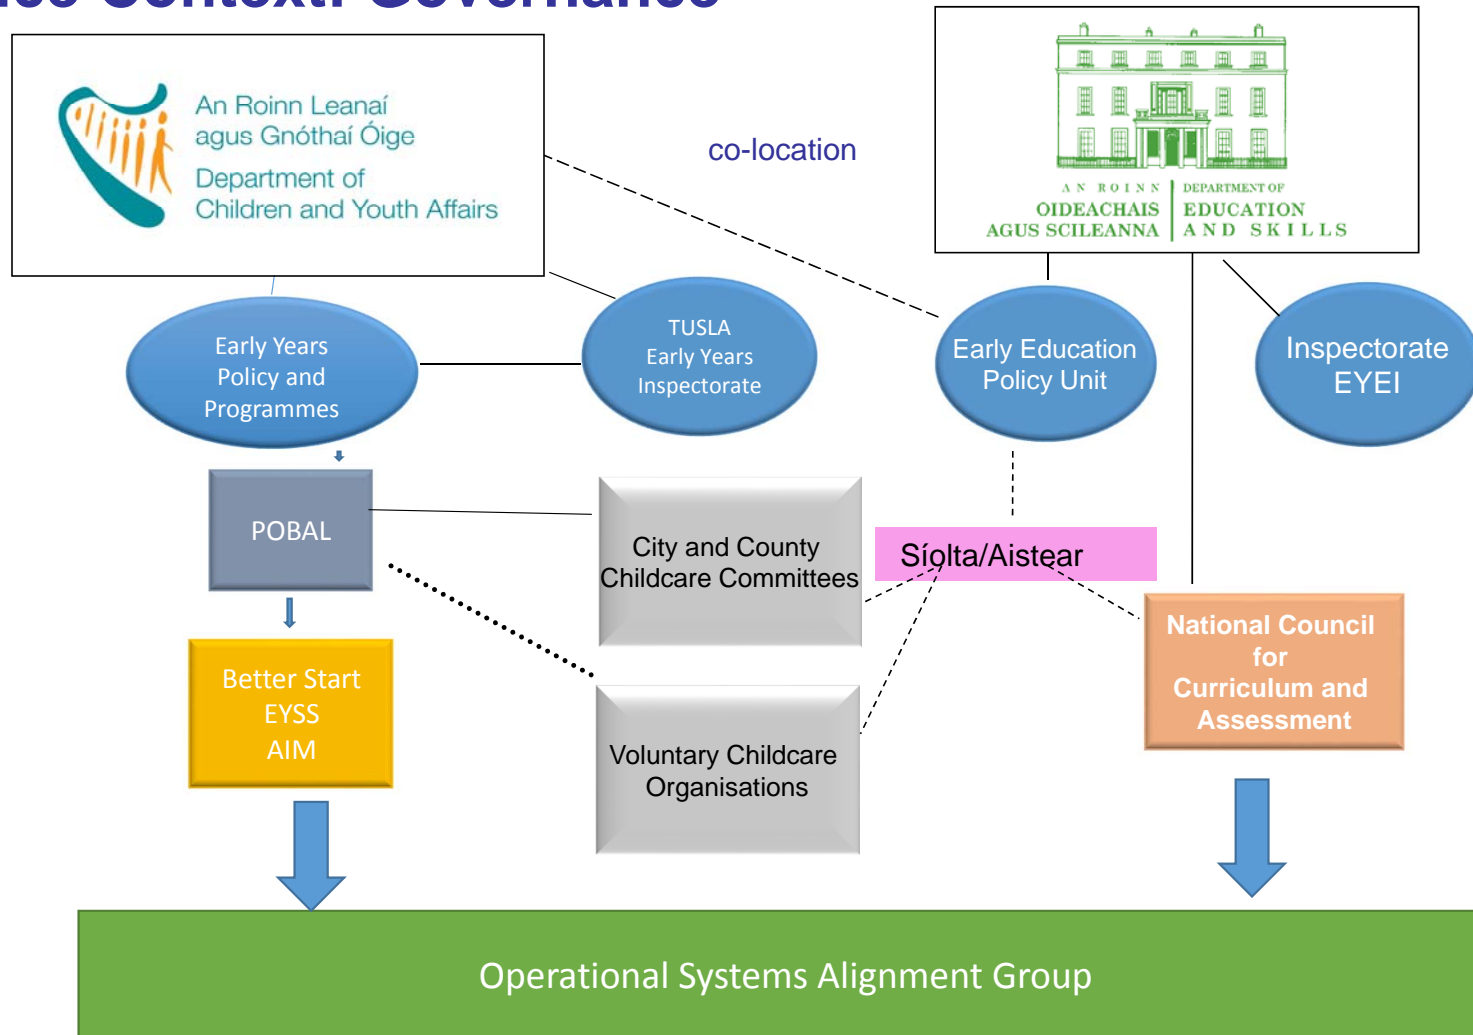 Context: Governance
An Roinn Leanaí
agus Gnóthaí Óige
Department of
Children and Youth Affairs
co-location
AN ROINN
OIDEACHAIS
AGUS SCILEANNA
DEPARTMENT OF
EDUCATION
AND SKILLS
Early Years
Policy and
Programmes
TUSLA
Early Years
Inspectorate
Early Education
Policy Unit
Inspectorate
EYEI
POBAL
City and County
Childcare Committees
Síolta/Aistear
National Council
for
Curriculum and
Assessment
Better Start
EYSS
AIM
Voluntary Childcare
Organisations
Operational Systems Alignment Group